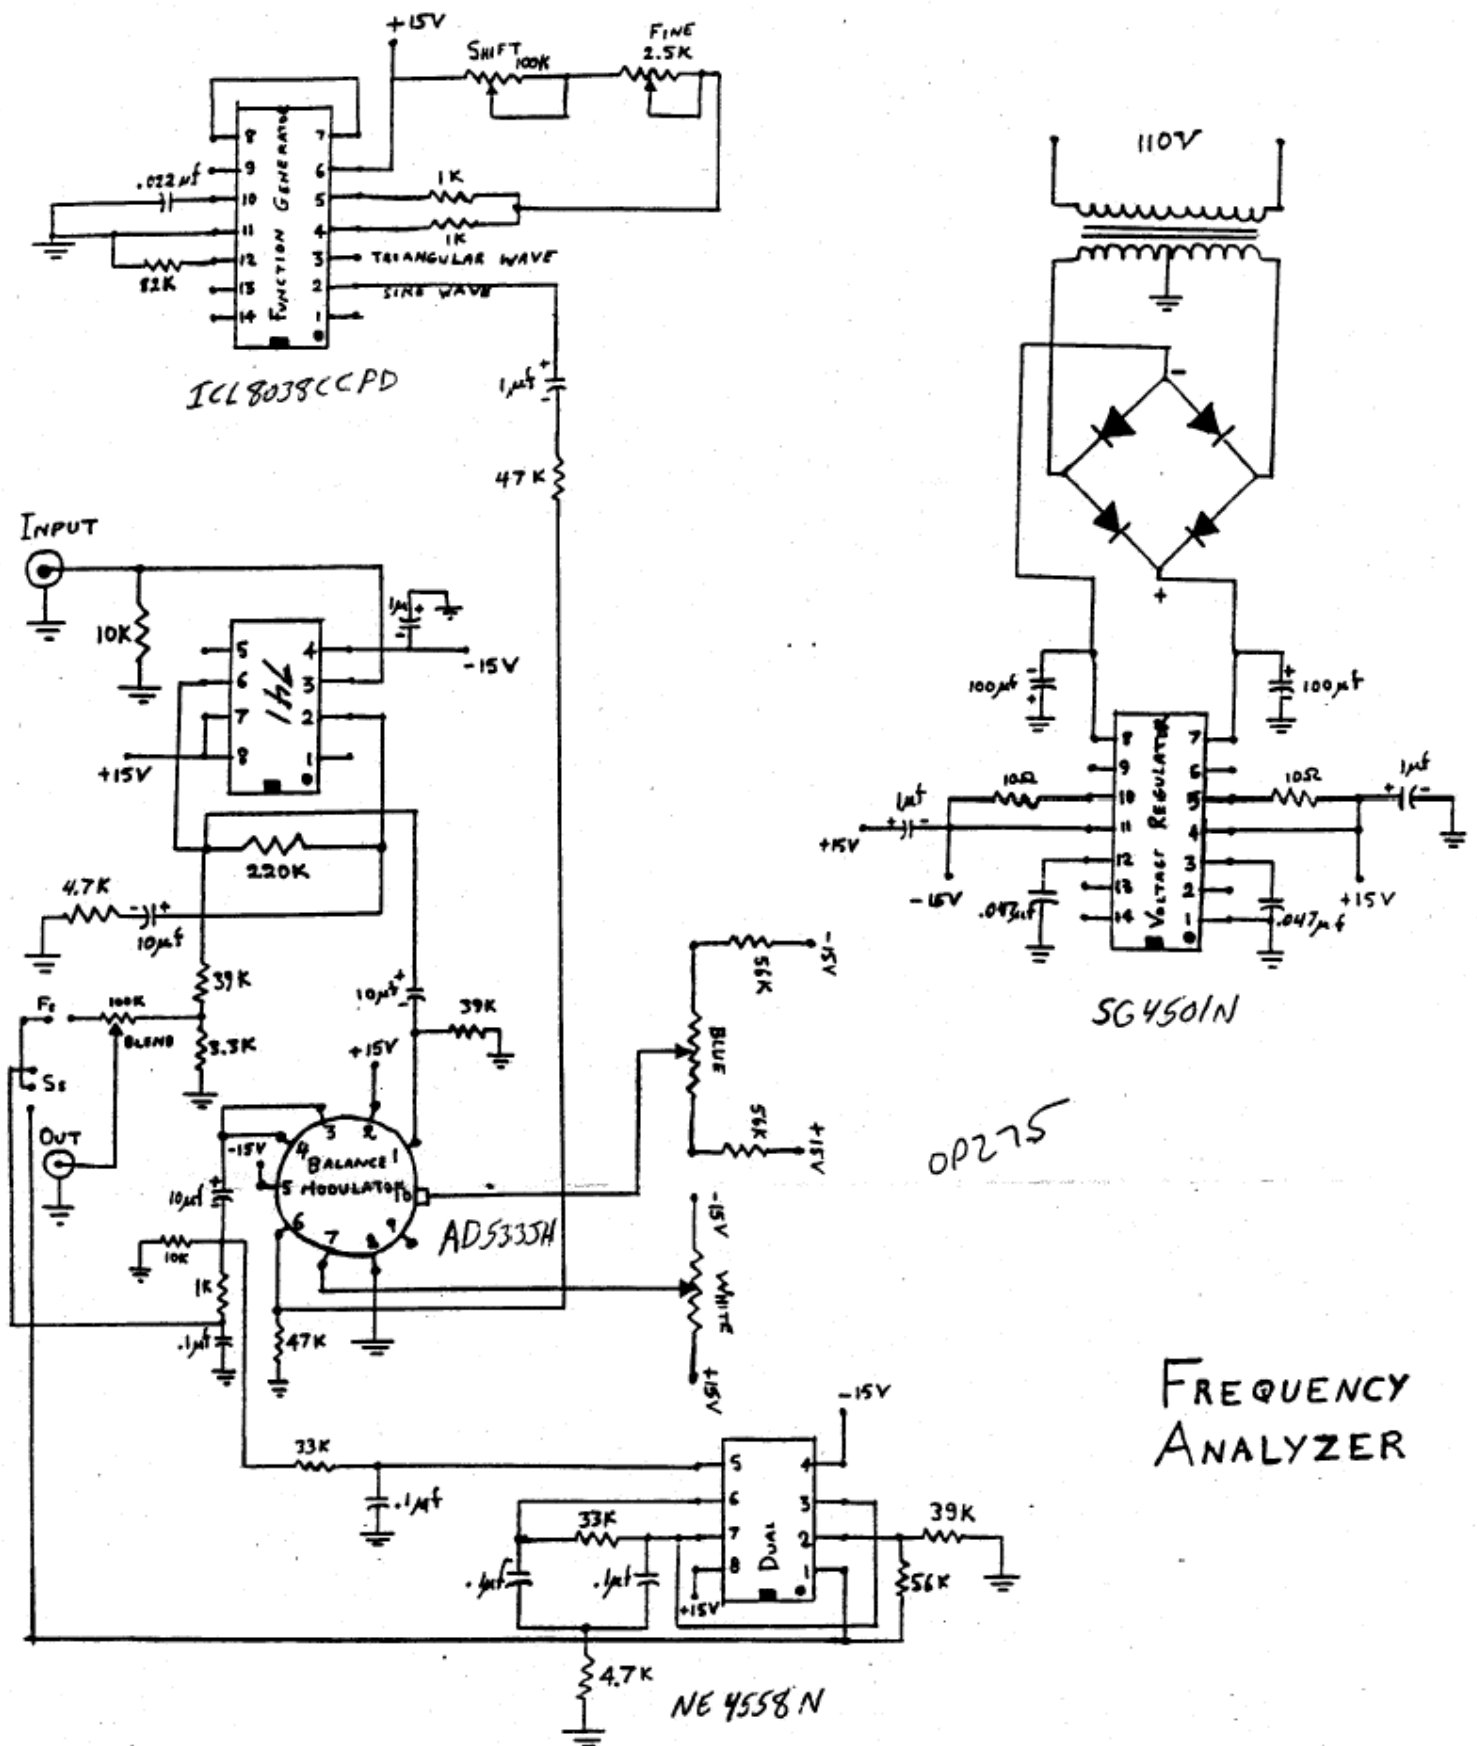 +15V
SHIFT
100K
FINE
2.5K
8
7
9
6
.022µf
10
5
1K
11
4
1K
12
3
TRIANGULAR WAVE
82K
13
2
SINE WAVE
14
1
FUNCTION GENERATOR
ICL8038CCPD
1µf
+
-
47K
110V
-
+
INPUT
10K
5
4
1µ
+
-
-15V
6
3
7
2
8
1
741
+15V
220K
4.7K
-
+
10µf
100µf
-
+
+
-
100µf
8
7
9
6
10Ω
10
5
10Ω
1µf
+
-
1µf
+
-
+15V
11
4
12
3
13
2
14
1
VOLTAGE REGULATOR
-15V
.047µf
+15V
.047µf
SG4501N
39K
100K
BLEND
3.3K
10µf
+
-
39K
+15V
OUT
-15V
3
2
4
1
BALANCE
5
MODULATOR
10
6
7
8
9
AD533JH
10µf
+
10K
1K
.1µf
47K
-15V
56K
BLUE
56K
+15V
-15V
WHITE
+15V
OP275
FREQUENCY
ANALYZER
-15V
33K
.1µf
5
4
6
3
7
2
8
1
DUAL
33K
.1µf
.1µf
+15V
39K
56K
4.7K
NE4558N